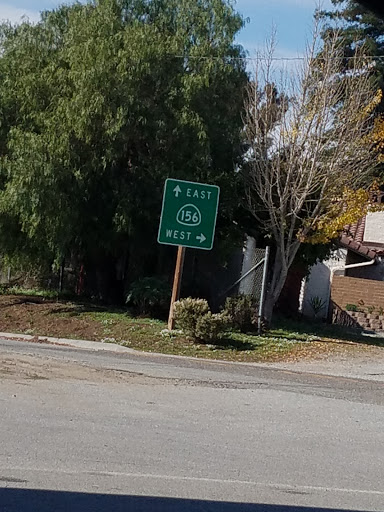 ↑ EAST
156
WEST →